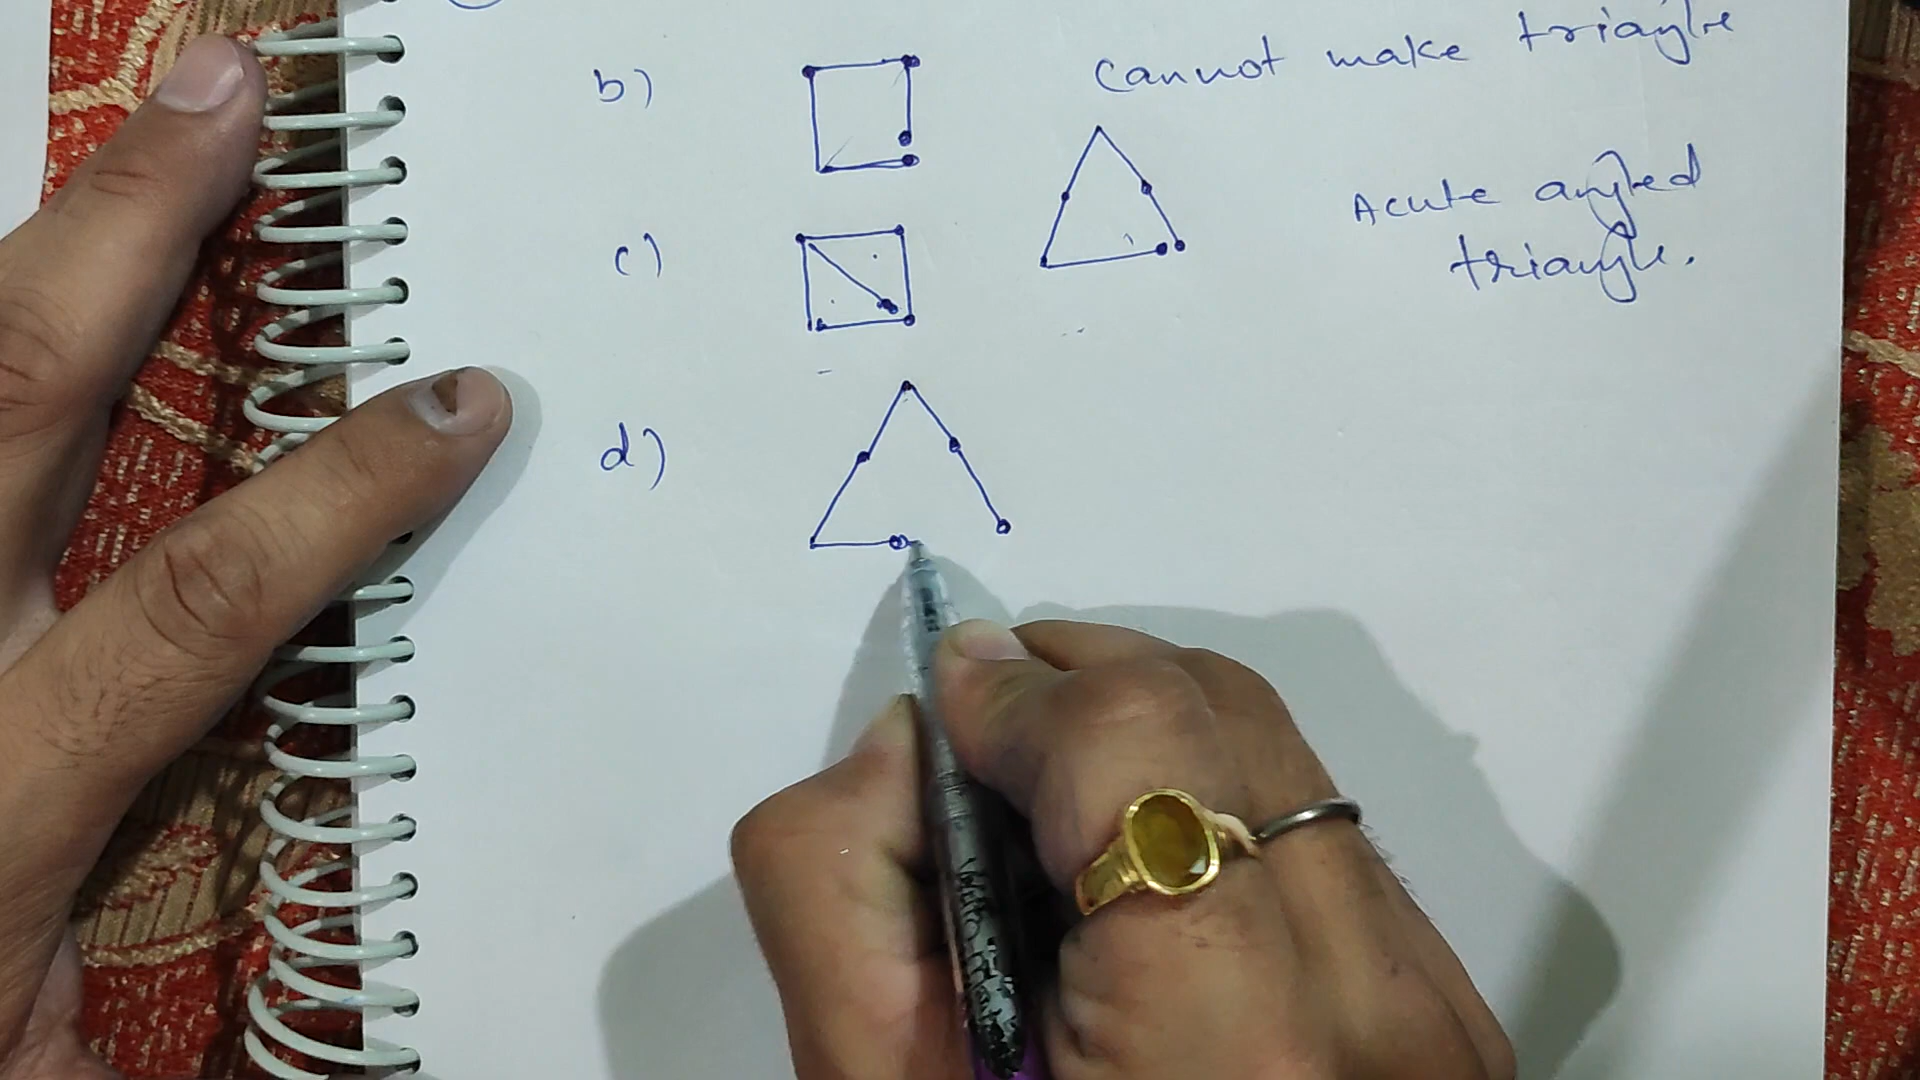 b) cannot make triangle
c) Acute angled
triangle.
d)